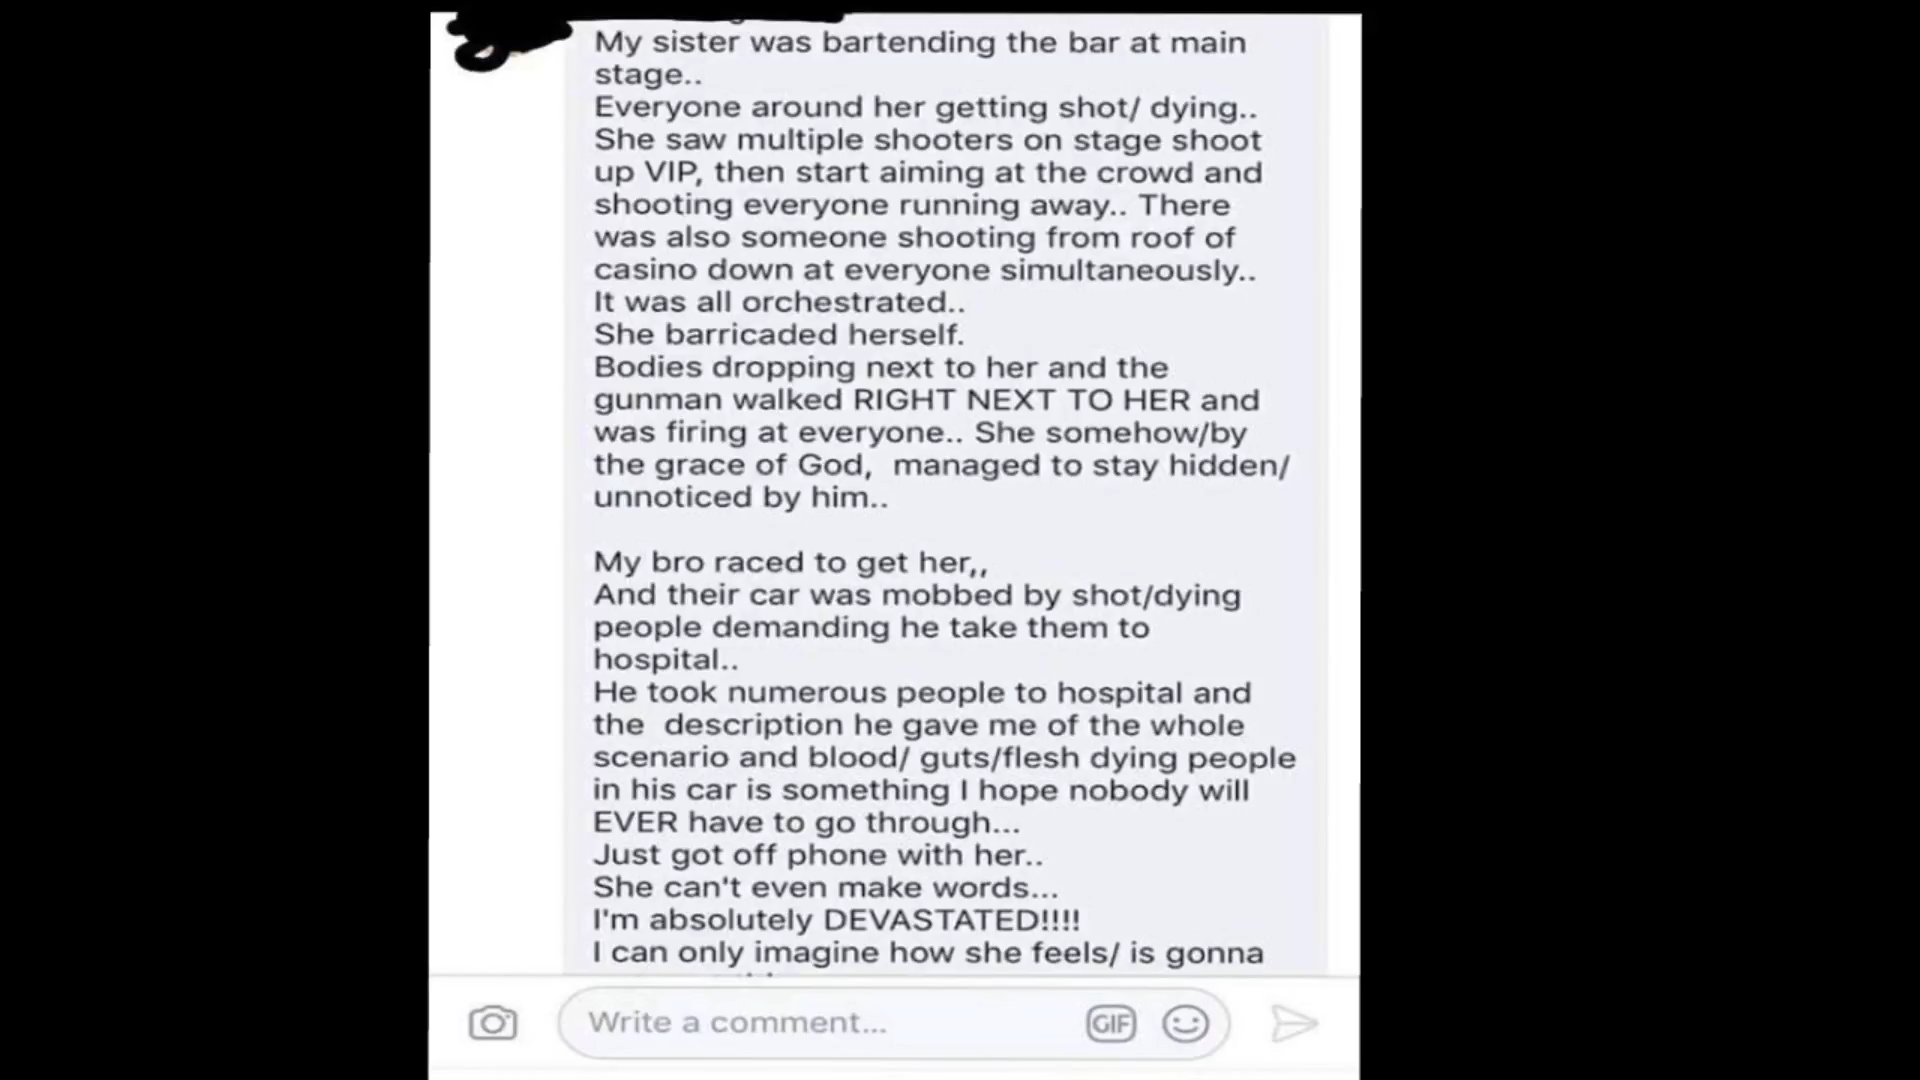 My sister was bartending the bar at main
stage..
Everyone around her getting shot/ dying..
She saw multiple shooters on stage shoot
up VIP, then start aiming at the crowd and
shooting everyone running away.. There
was also someone shooting from roof of
casino down at everyone simultaneously..
It was all orchestrated..
She barricaded herself.
Bodies dropping next to her and the
gunman walked RIGHT NEXT TO HER and
was firing at everyone.. She somehow/by
the grace of God,  managed to stay hidden/
unnoticed by him..
My bro raced to get her,,
And their car was mobbed by shot/dying
people demanding he take them to
hospital..
He took numerous people to hospital and
the  description he gave me of the whole
scenario and blood/ guts/flesh dying people
in his car is something I hope nobody will
EVER have to go through...
Just got off phone with her..
She can't even make words...
I'm absolutely DEVASTATED!!!!
I can only imagine how she feels/ is gonna
Write a comment...
GIF